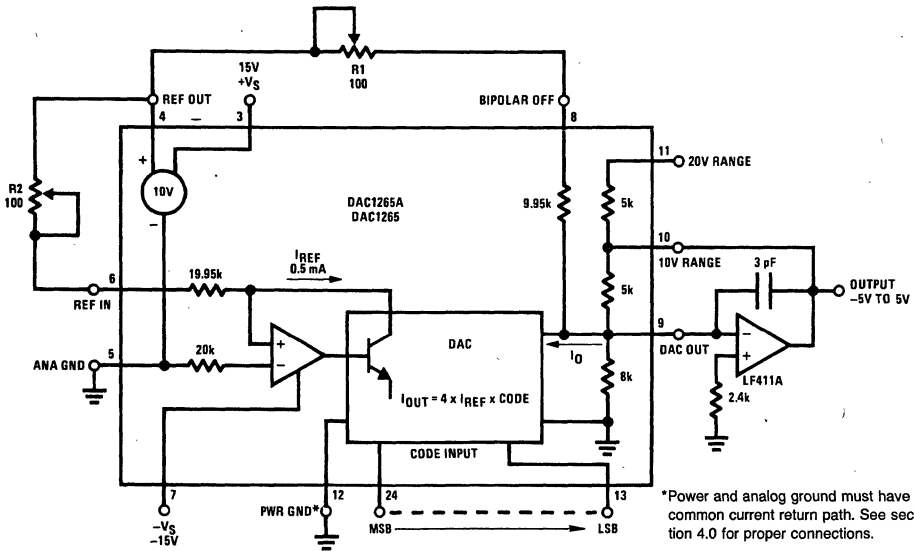 R1
100
15V
+VS
REF OUT
BIPOLAR OFF
4
–
3
8
11
20V RANGE
+
10V
–
R2
100
DAC1265A
DAC1265
9.95k
5k
10
10V RANGE
IREF
0.5 mA
6
REF IN
19.95k
5k
3 pF
OUTPUT
–5V TO 5V
9
DAC OUT
–
+
LF411A
2.4k
5
ANA GND
20k
+
–
DAC
IO
8k
IOUT = 4 x IREF x CODE
CODE INPUT
7
–VS
–15V
12
PWR GND*
24
MSB
13
LSB
*Power and analog ground must have
common current return path. See sec
tion 4.0 for proper connections.